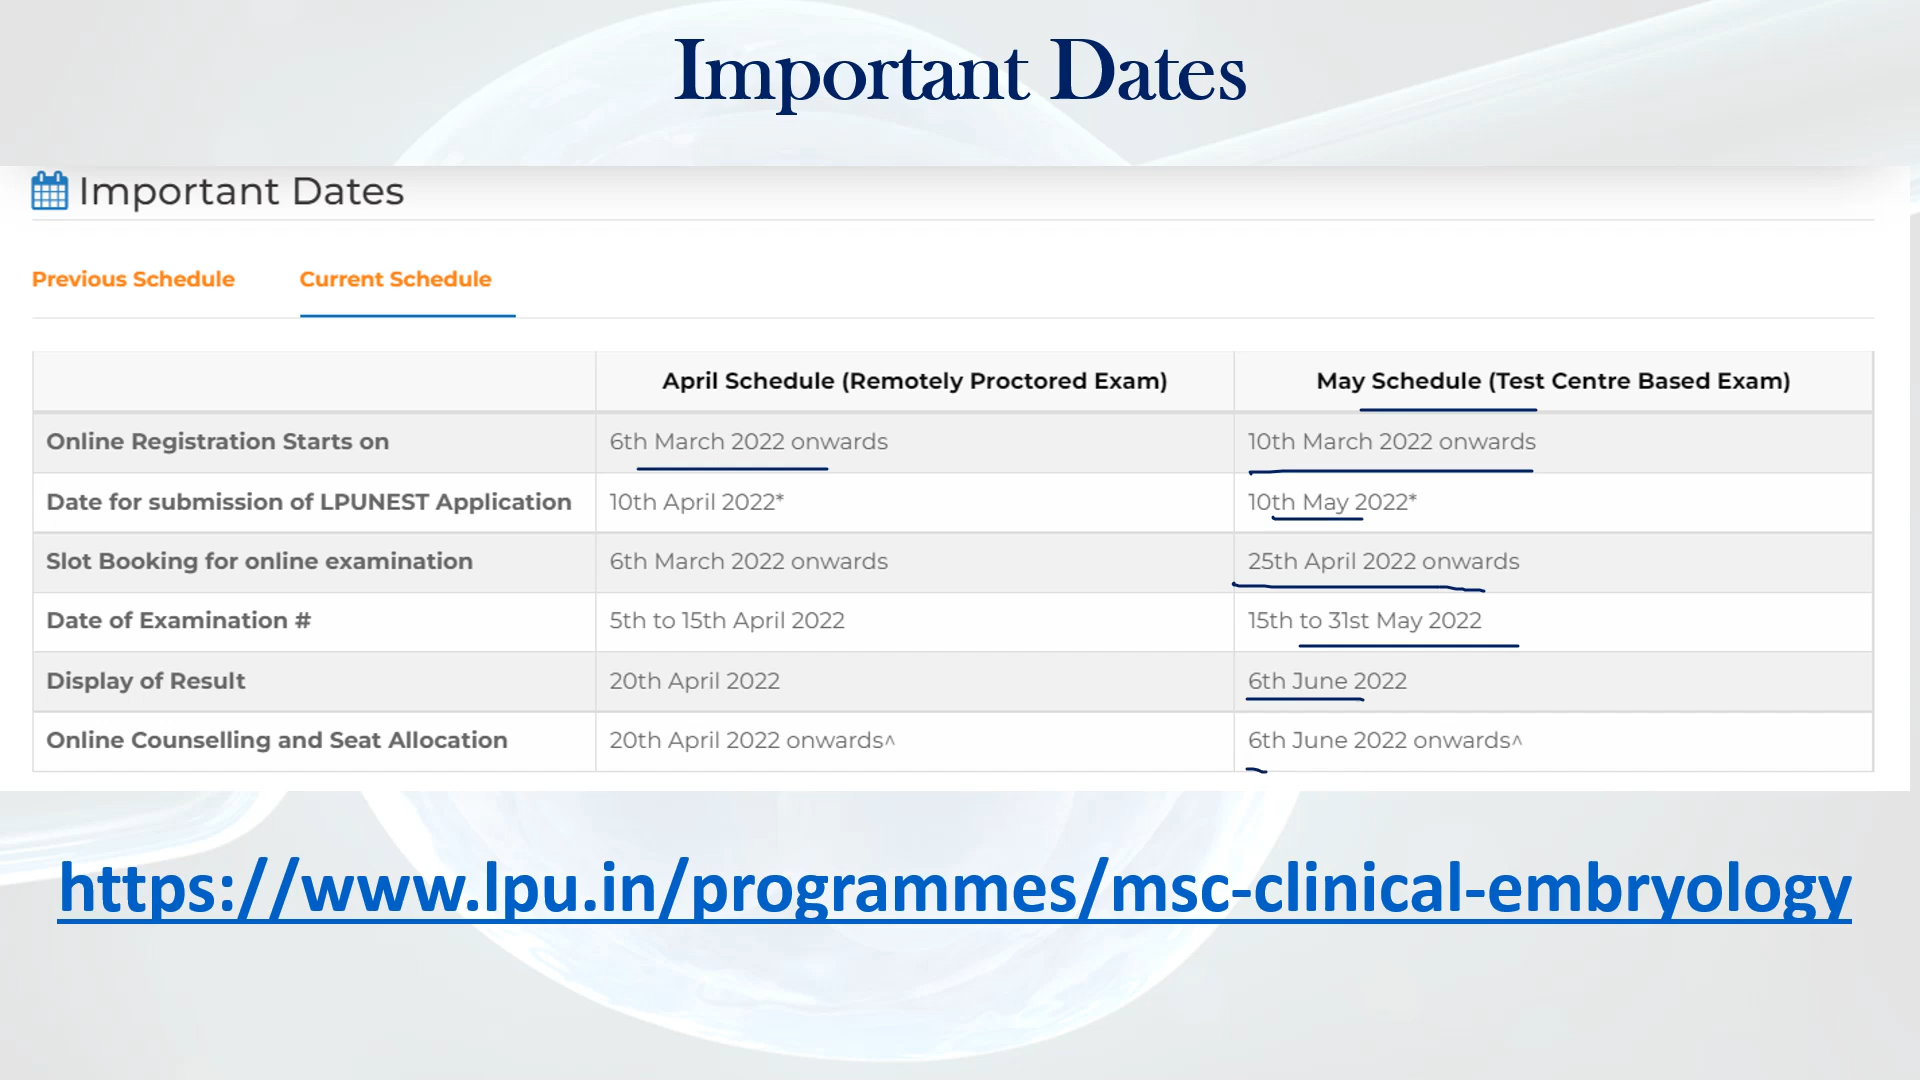 Important Dates
Important Dates
Previous Schedule Current Schedule
April Schedule (Remotely Proctored Exam) May Schedule (Test Centre Based Exam)
Online Registration Starts on 6th March 2022 onwards 10th March 2022 onwards
Date for submission of LPUNEST Application 10th April 2022* 10th May 2022*
Slot Booking for online examination 6th March 2022 onwards 25th April 2022 onwards
Date of Examination # 5th to 15th April 2022 15th to 31st May 2022
Display of Result 20th April 2022 6th June 2022
Online Counselling and Seat Allocation 20th April 2022 onwards^ 6th June 2022 onwards^
https://www.lpu.in/programmes/msc-clinical-embryology